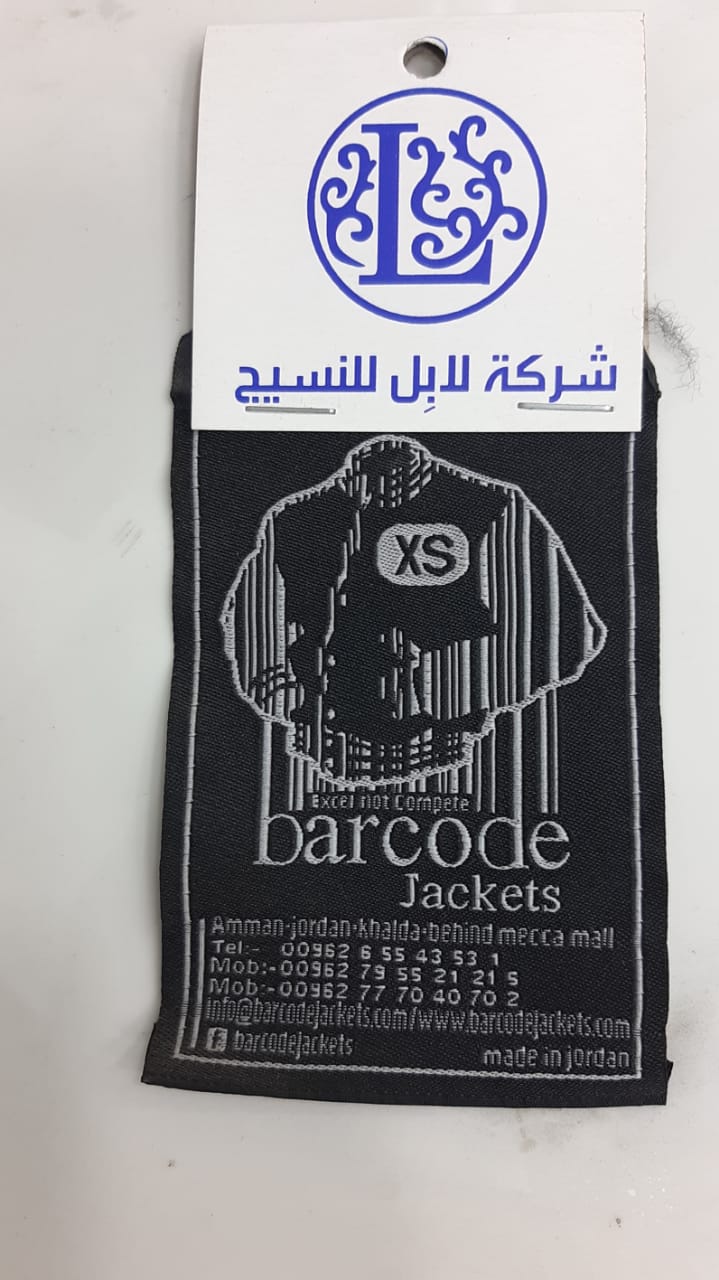 L
شركة لابِل للنسيج
XS
Excel not Compete
barcode
Jackets
Amman-jordan-khalda-behind mecca mall
Tel:- 00962 6 55 43 53 1
Mob:-00962 79 55 21 21 5
Mob:-00962 77 70 40 70 2
info@barcodejackets.com/www.barcodejackets.com
f barcodejackets
made in jordan